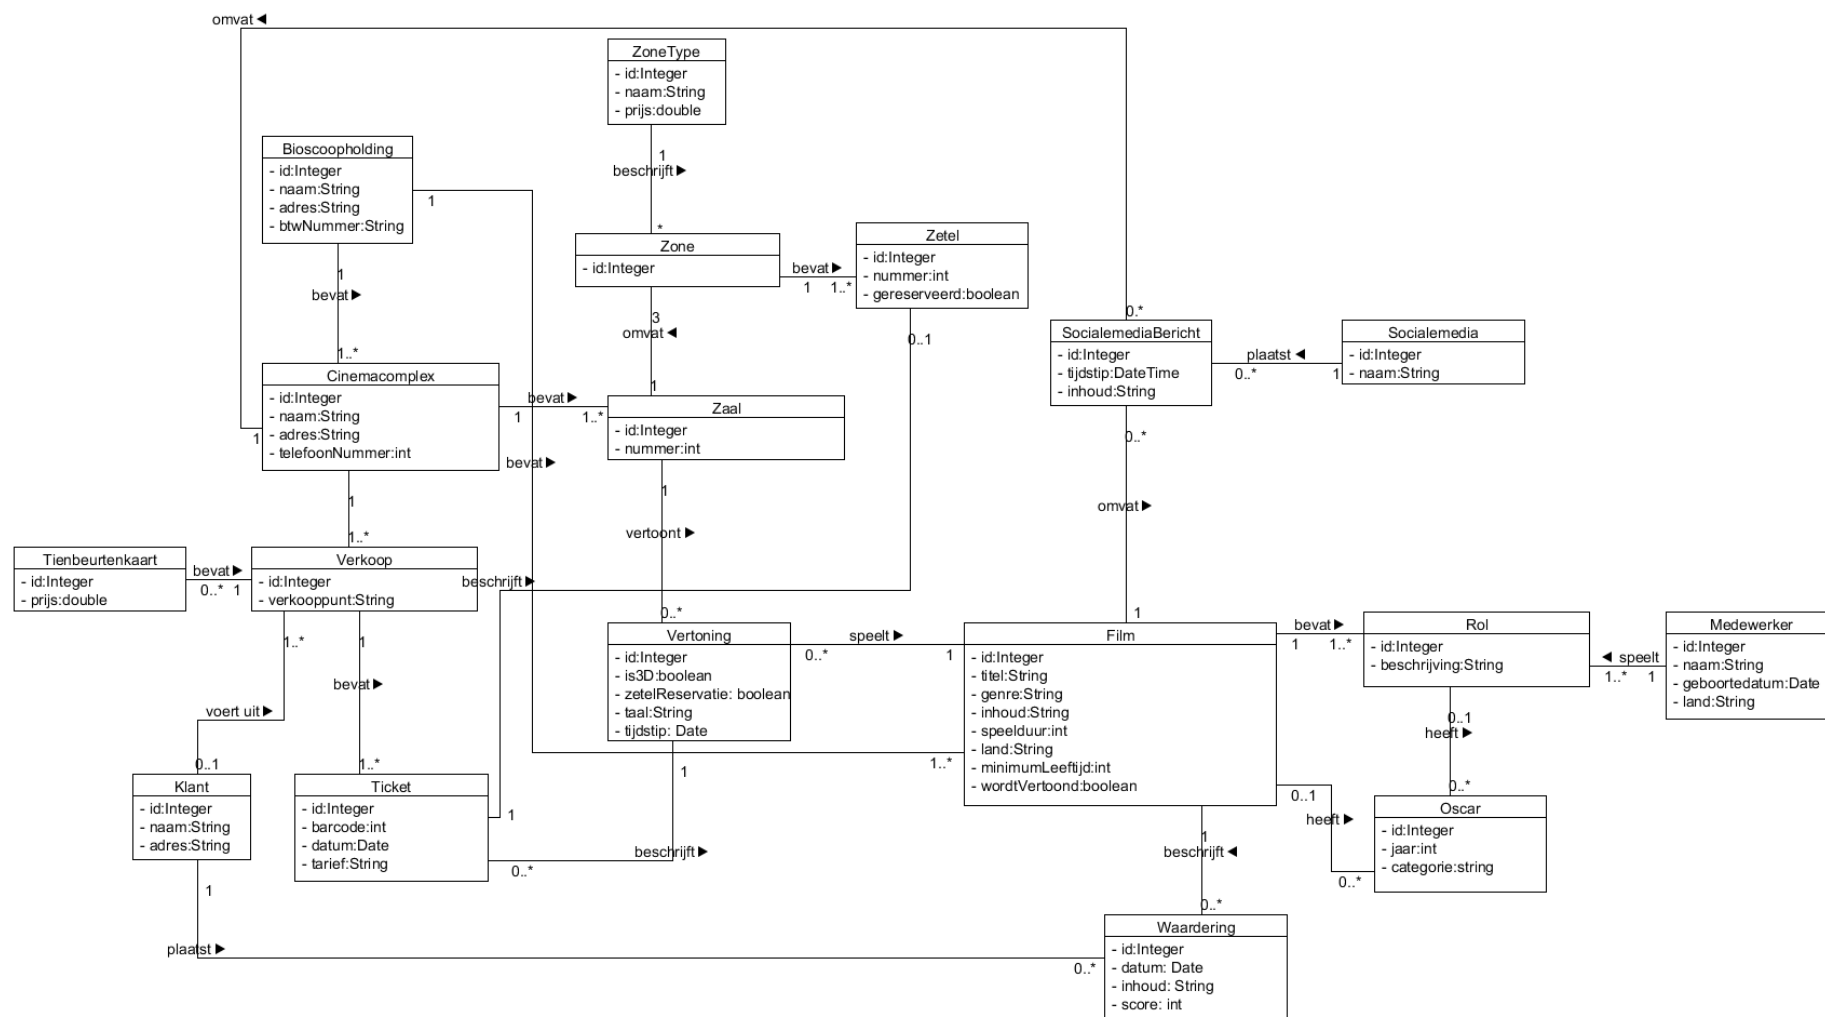 omvat ◄
ZoneType
- id:Integer
- naam:String
- prijs:double
1
beschrijft ►
*
Bioscoopholding
- id:Integer
- naam:String
- adres:String
- btwNummer:String
1
1
bevat ►
1..*
Zone
- id:Integer
bevat ►
1
1..*
Zetel
- id:Integer
- nummer:int
- gereserveerd:boolean
0..1
3
omvat ◄
1
0.*
SocialemediaBericht
- id:Integer
- tijdstip:DateTime
- inhoud:String
plaatst ◄
0..*
1
Socialemedia
- id:Integer
- naam:String
Cinemacomplex
- id:Integer
- naam:String
- adres:String
- telefoonNummer:int
1
bevat ►
1
1..*
Zaal
- id:Integer
- nummer:int
bevat ►
0..*
omvat ►
1
1
1..*
1
vertoont ►
0..*
Tienbeurtenkaart
- id:Integer
- prijs:double
bevat ►
0..*
1
Verkoop
- id:Integer
- verkooppunt:String
beschrijft ►
1..*
1
bevat ►
voert uit ►
0..1
1..*
Vertoning
- id:Integer
- is3D:boolean
- zetelReservatie: boolean
- taal:String
- tijdstip: Date
speelt ►
0..*
1
Film
- id:Integer
- titel:String
- genre:String
- inhoud:String
- speelduur:int
- land:String
- minimumLeeftijd:int
- wordtVertoond:boolean
1..*
bevat ►
1
1..*
Rol
- id:Integer
- beschrijving:String
◄ speelt
1..*
1
Medewerker
- id:Integer
- naam:String
- geboortedatum:Date
- land:String
0..1
heeft ►
0..*
Klant
- id:Integer
- naam:String
- adres:String
Ticket
- id:Integer
- barcode:int
- datum:Date
- tarief:String
1
1
beschrijft ►
0..*
0..1
heeft ►
0..*
Oscar
- id:Integer
- jaar:int
- categorie:string
1
beschrijft ◄
0..*
1
plaatst ►
0..*
Waardering
- id:Integer
- datum: Date
- inhoud: String
- score: int